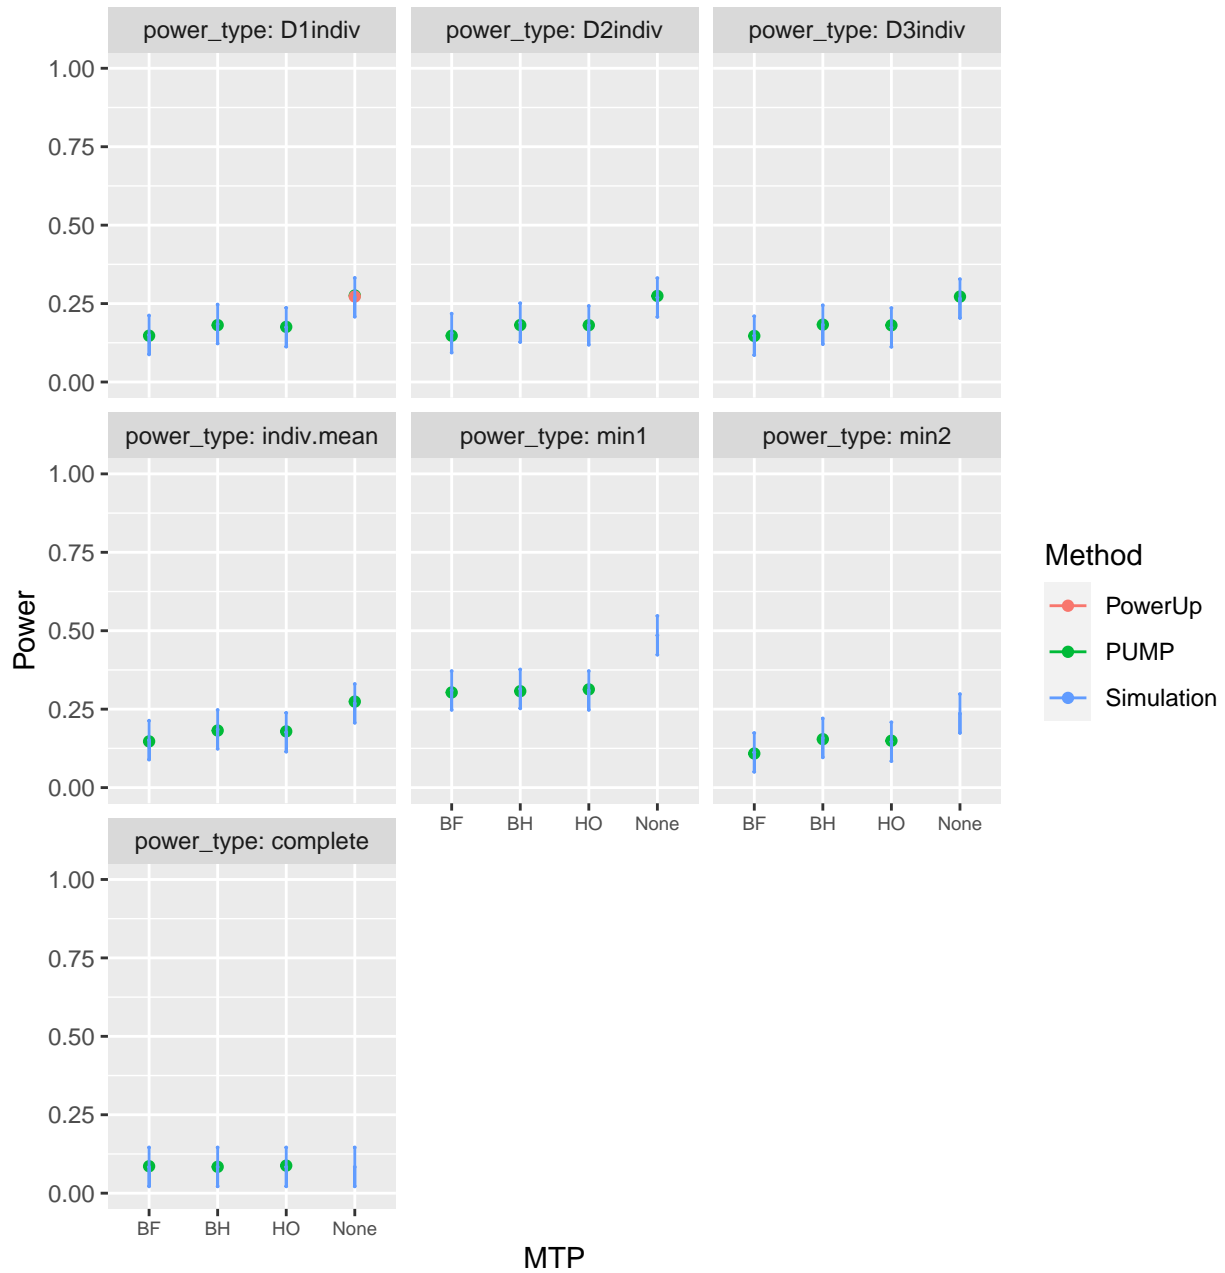 power_type: D1indiv power_type: D2indiv power_type: D3indiv
1.00
0.75
0.50
0.25
0.00
power_type: indiv.mean power_type: min1 power_type: min2
1.00
0.75
0.50
0.25
0.00
BF BH HO None BF BH HO None
power_type: complete
1.00
0.75
0.50
0.25
0.00
BF BH HO None
MTP
Power
Method
PowerUp
PUMP
Simulation